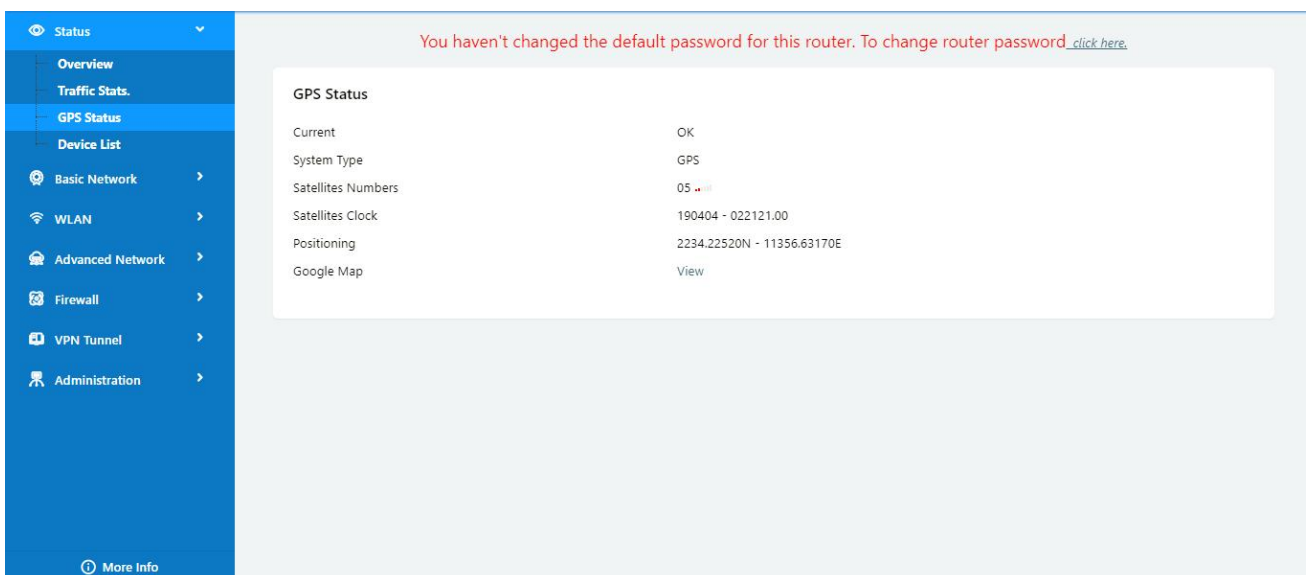 Status
Overview
Traffic Stats.
GPS Status
Device List
Basic Network
WLAN
Advanced Network
Firewall
VPN Tunnel
Administration
More Info
You haven't changed the default password for this router. To change router password click here.
GPS Status
Current OK
System Type GPS
Satellites Numbers 05
Satellites Clock 190404 - 022121.00
Positioning 2234.22520N - 11356.63170E
Google Map View